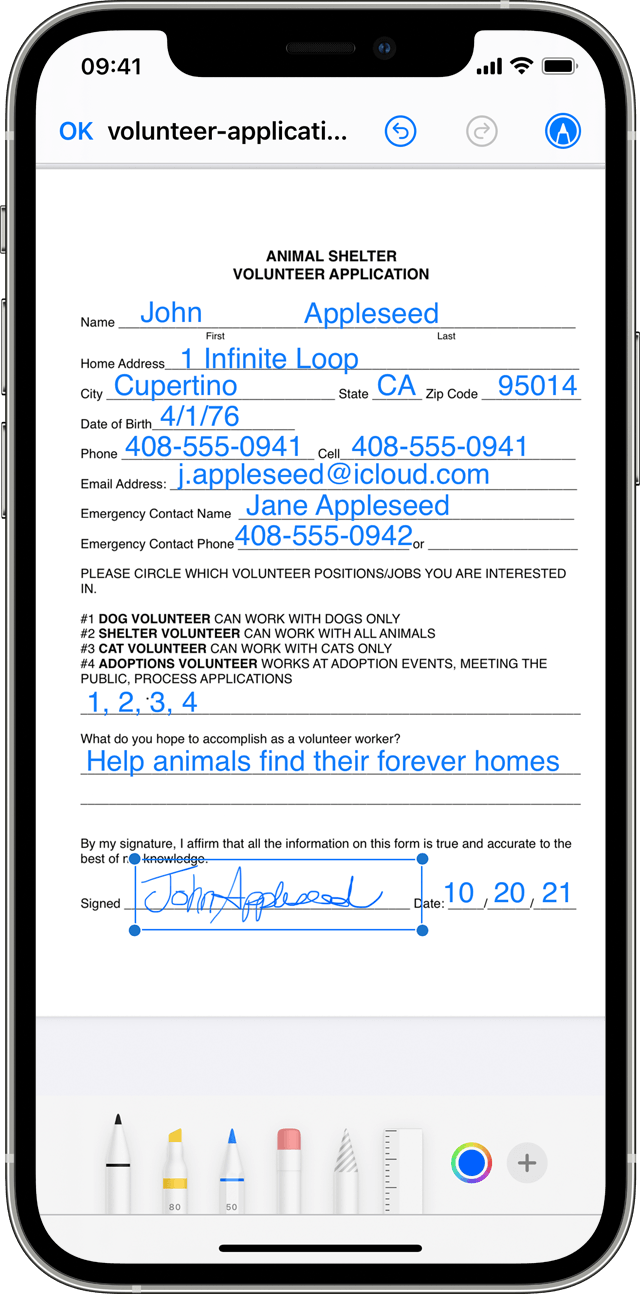 09:41
OK volunteer-applicati...
ANIMAL SHELTER
VOLUNTEER APPLICATION
Name John Appleseed
First Last
Home Address 1 Infinite Loop
City Cupertino State CA Zip Code 95014
Date of Birth 4/1/76
Phone 408-555-0941 Cell 408-555-0941
Email Address: j.appleseed@icloud.com
Emergency Contact Name Jane Appleseed
Emergency Contact Phone 408-555-0942 or
PLEASE CIRCLE WHICH VOLUNTEER POSITIONS/JOBS YOU ARE INTERESTED
IN.
#1 DOG VOLUNTEER CAN WORK WITH DOGS ONLY
#2 SHELTER VOLUNTEER CAN WORK WITH ALL ANIMALS
#3 CAT VOLUNTEER CAN WORK WITH CATS ONLY
#4 ADOPTIONS VOLUNTEER WORKS AT ADOPTION EVENTS, MEETING THE
PUBLIC, PROCESS APPLICATIONS
1, 2, 3, 4
What do you hope to accomplish as a volunteer worker?
Help animals find their forever homes
By my signature, I affirm that all the information on this form is true and accurate to the
best of my knowledge.
Signed John Appleseed Date: 10 / 20 / 21
80 50